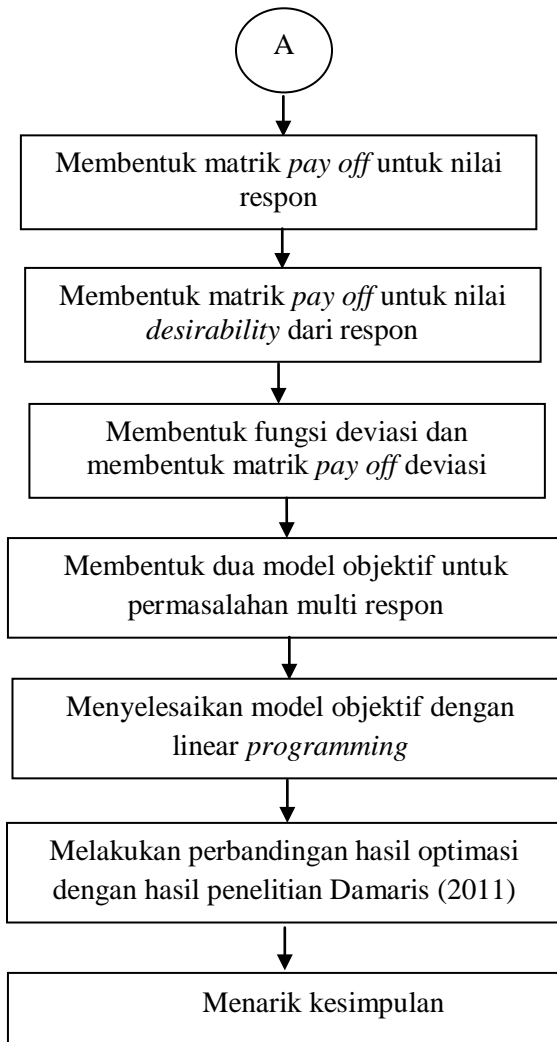 A
Membentuk matrik pay off untuk nilai
respon
Membentuk matrik pay off untuk nilai
desirability dari respon
Membentuk fungsi deviasi dan
membentuk matrik pay off deviasi
Membentuk dua model objektif untuk
permasalahan multi respon
Menyelesaikan model objektif dengan
linear programming
Melakukan perbandingan hasil optimasi
dengan hasil penelitian Damaris (2011)
Menarik kesimpulan